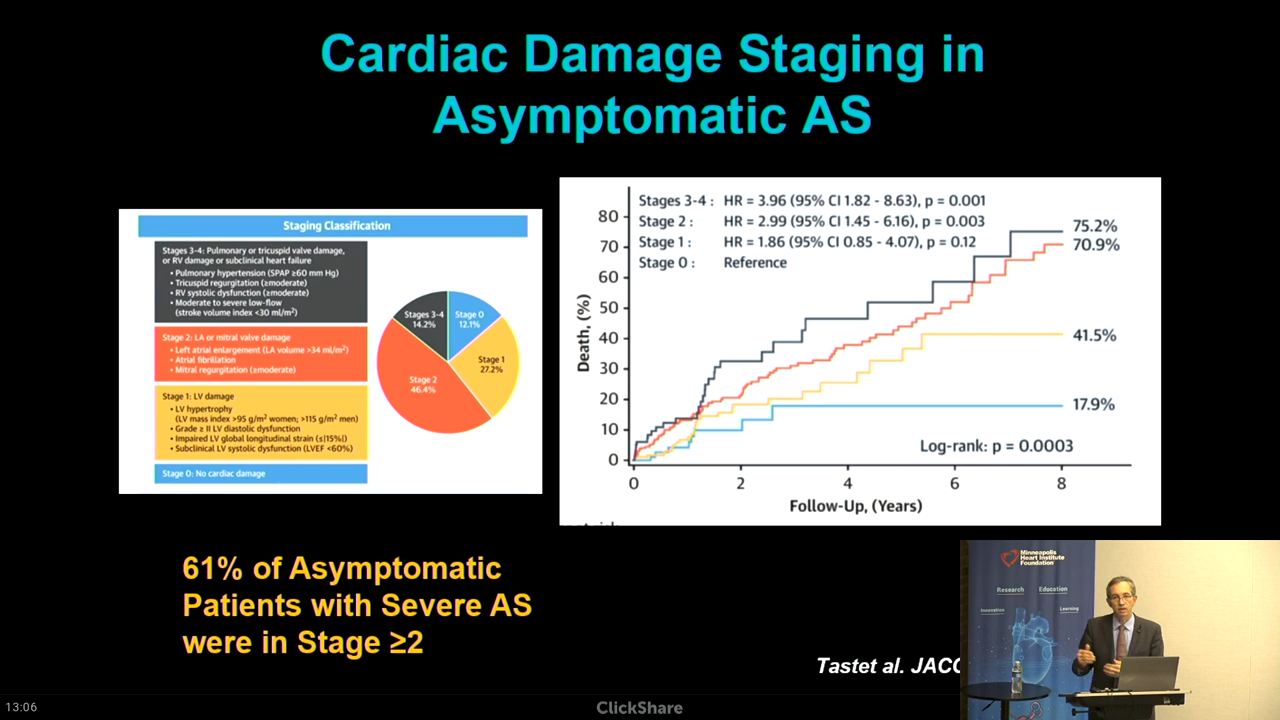 Cardiac Damage Staging in
Asymptomatic AS
Staging Classification
Stages 3-4: Pulmonary or tricuspid valve damage,
or RV damage or subclinical heart failure
• Pulmonary hypertension (SPAP ≥60 mm Hg)
• Tricuspid regurgitation (≥moderate)
• RV systolic dysfunction (≥moderate)
• Moderate to severe low-flow
(stroke volume index <30 ml/m²)
Stage 2: LA or mitral valve damage
• Left atrial enlargement (LA volume >34 ml/m²)
• Atrial fibrillation
• Mitral regurgitation (≥moderate)
Stage 1: LV damage
• LV hypertrophy
(LV mass index >95 g/m² women; >115 g/m² men)
• Grade ≥ II LV diastolic dysfunction
• Impaired LV global longitudinal strain (≤|15%|)
• Subclinical LV systolic dysfunction (LVEF <60%)
Stage 0: No cardiac damage
Stages 3-4
14.2%
Stage 0
12.1%
Stage 1
27.2%
Stage 2
46.4%
Stages 3-4 : HR = 3.96 (95% CI 1.82 - 8.63), p = 0.001
Stage 2 : HR = 2.99 (95% CI 1.45 - 6.16), p = 0.003
Stage 1 : HR = 1.86 (95% CI 0.85 - 4.07), p = 0.12
Stage 0 : Reference
Death, (%)
80
70
60
50
40
30
20
10
0
75.2%
70.9%
41.5%
17.9%
Log-rank: p = 0.0003
0 2 4 6 8
Follow-Up, (Years)
61% of Asymptomatic
Patients with Severe AS
were in Stage ≥2
Tastet al. JACC
Minneapolis
Heart Institute
Foundation
Research Education
Innovation Learning
13:06
ClickShare